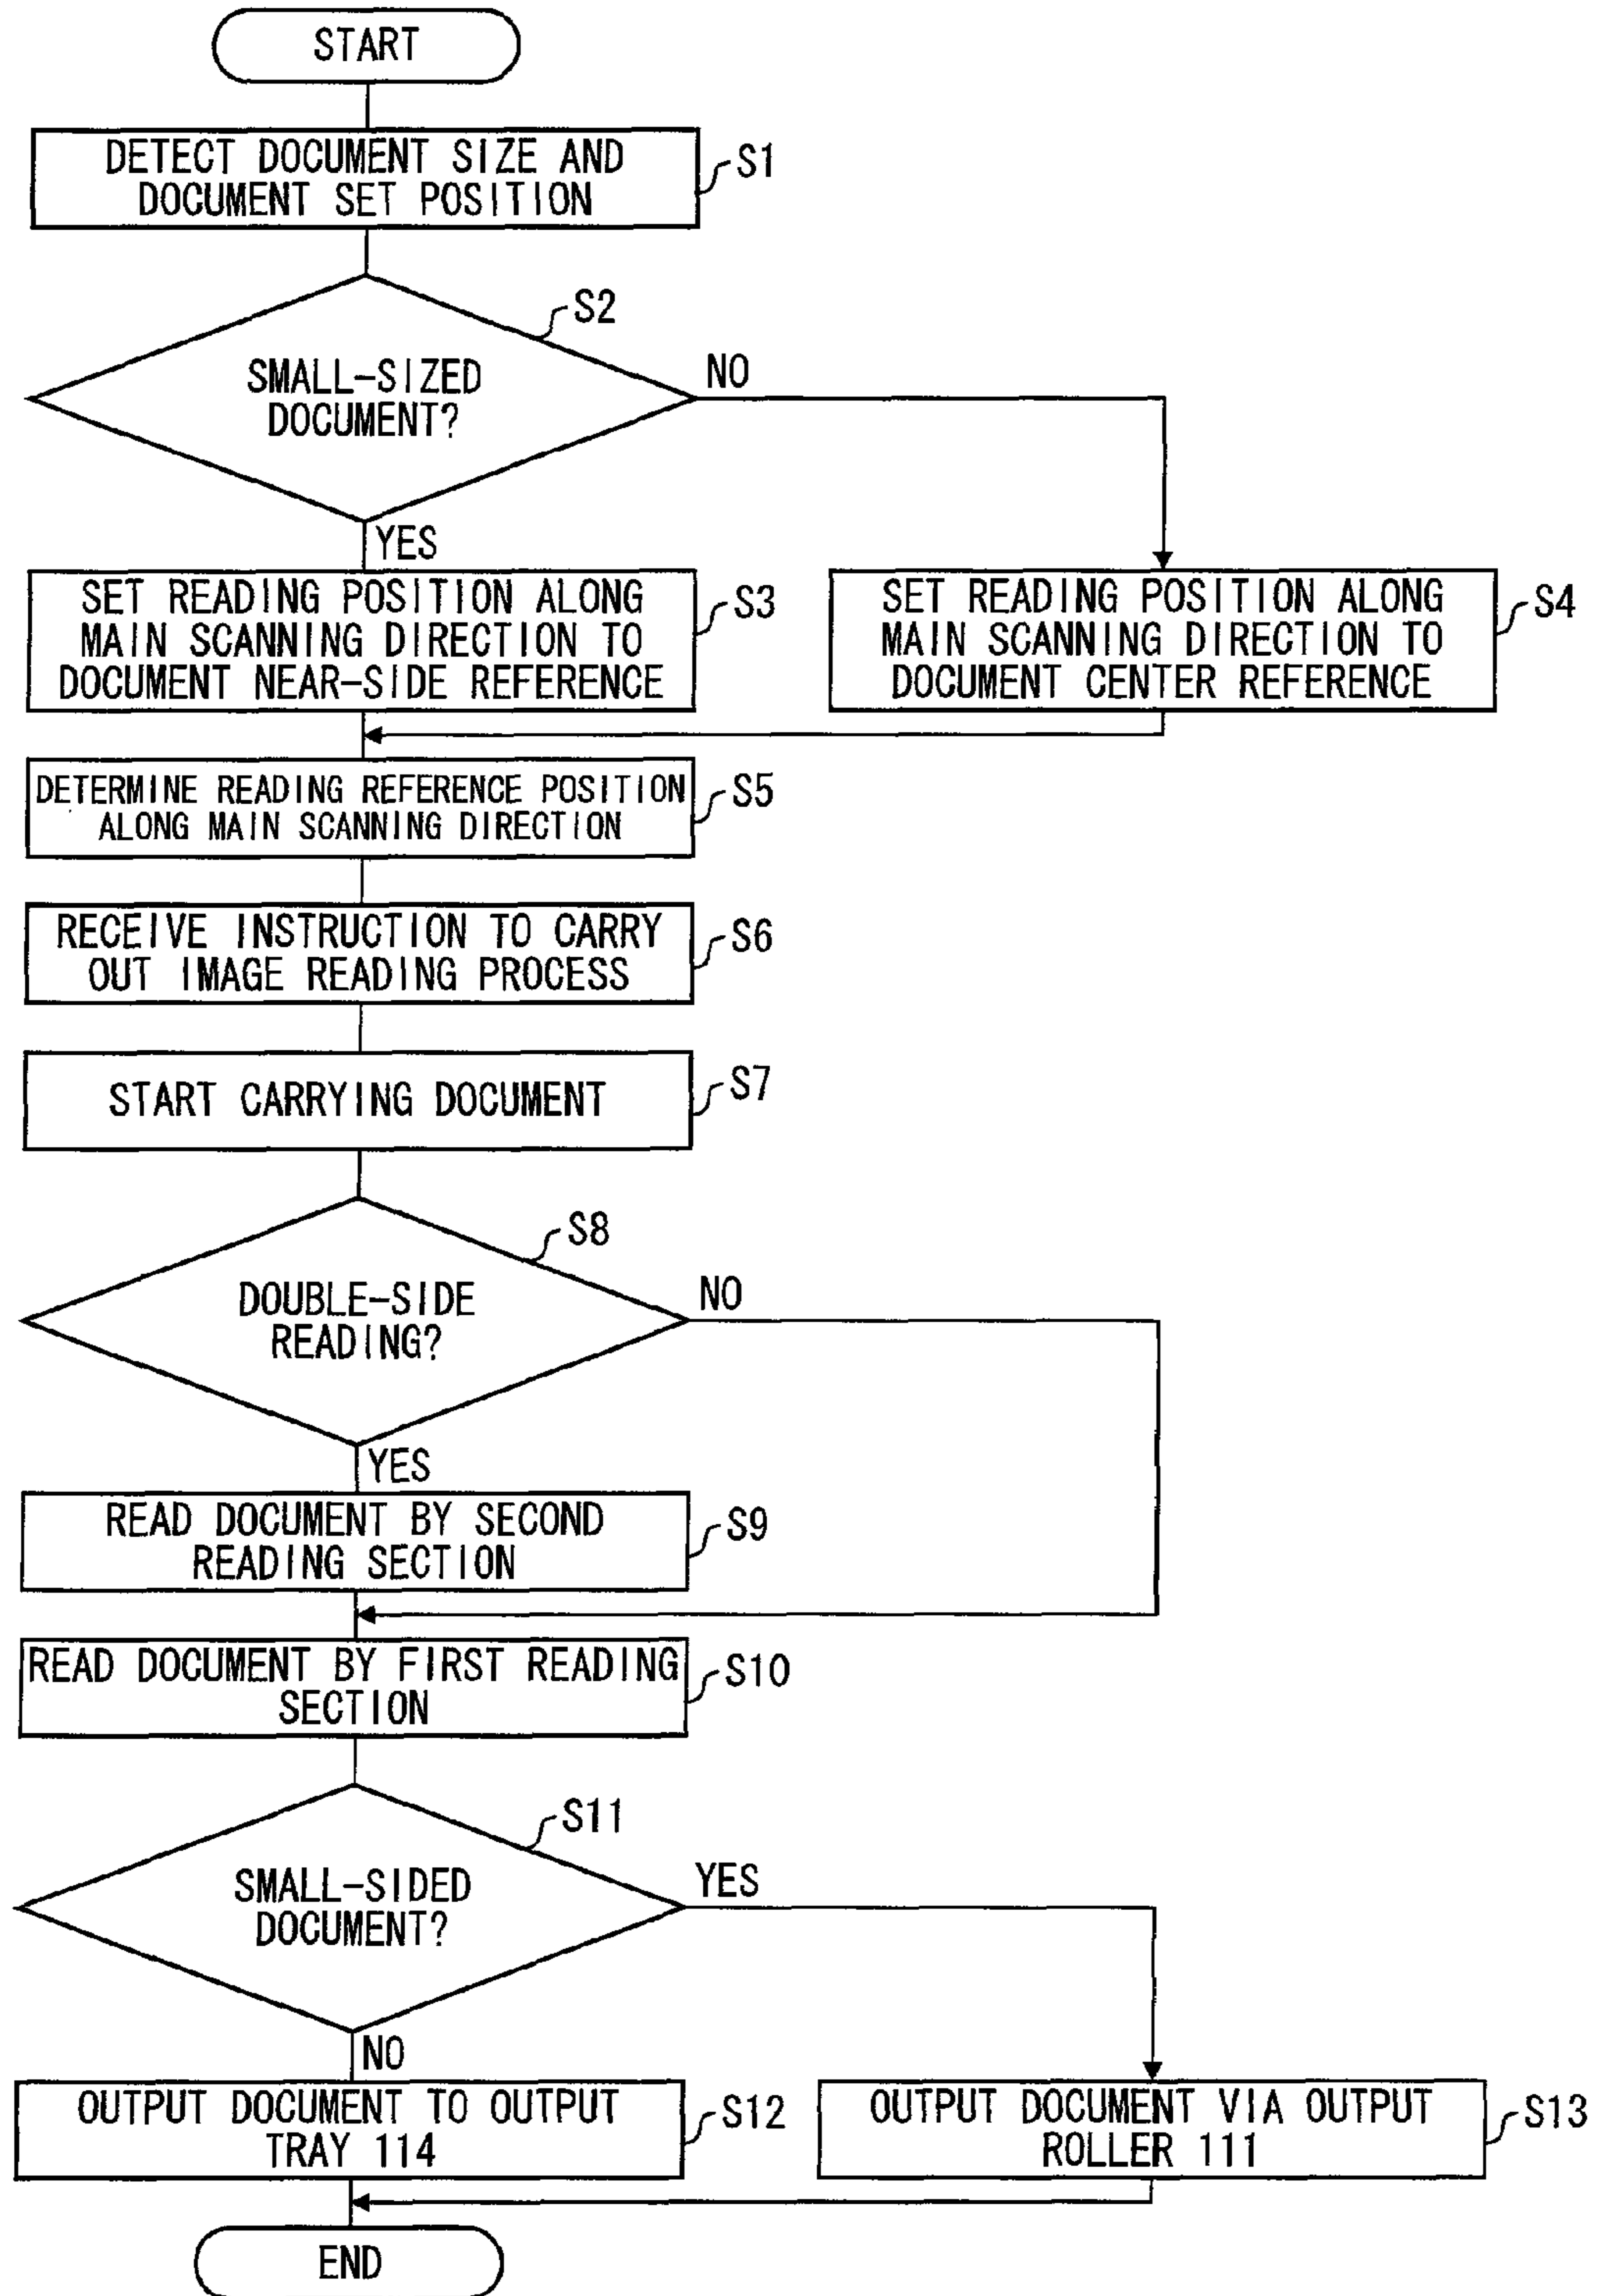 START
DETECT DOCUMENT SIZE AND
DOCUMENT SET POSITION
S1
S2
SMALL-SIZED
DOCUMENT?
NO
YES
SET READING POSITION ALONG
MAIN SCANNING DIRECTION TO
DOCUMENT NEAR-SIDE REFERENCE
S3
SET READING POSITION ALONG
MAIN SCANNING DIRECTION TO
DOCUMENT CENTER REFERENCE
S4
DETERMINE READING REFERENCE POSITION
ALONG MAIN SCANNING DIRECTION
S5
RECEIVE INSTRUCTION TO CARRY
OUT IMAGE READING PROCESS
S6
START CARRYING DOCUMENT
S7
S8
DOUBLE-SIDE
READING?
NO
YES
READ DOCUMENT BY SECOND
READING SECTION
S9
READ DOCUMENT BY FIRST READING
SECTION
S10
S11
SMALL-SIDED
DOCUMENT?
YES
NO
OUTPUT DOCUMENT TO OUTPUT
TRAY 114
S12
OUTPUT DOCUMENT VIA OUTPUT
ROLLER 111
S13
END